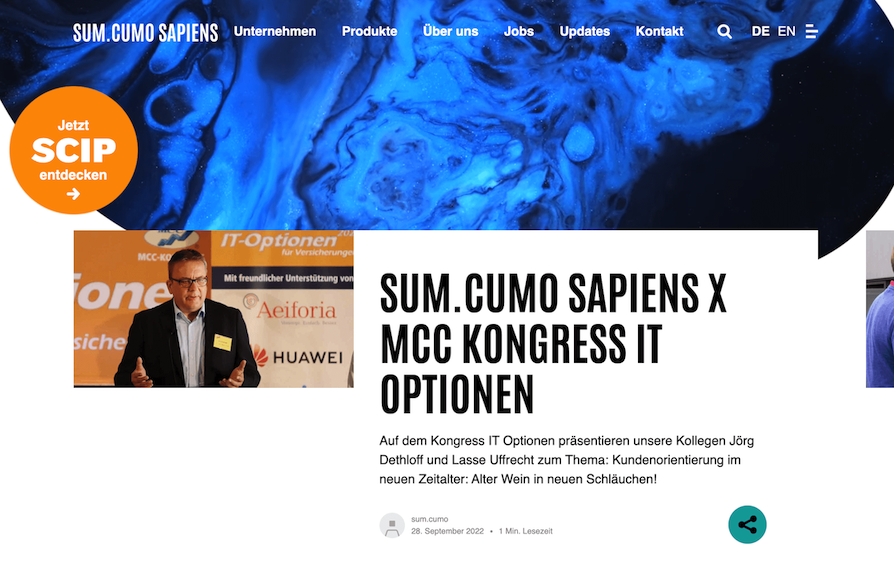 SUM.CUMO SAPIENS
Unternehmen
Produkte
Über uns
Jobs
Updates
Kontakt
DE EN
Jetzt
SCIP
entdecken
MCC
MCC-KO
IT-Optionen
für Versicherungen
Mit freundlicher Unterstützung von
Aeiforia
HUAWEI
SUM.CUMO SAPIENS X
MCC KONGRESS IT
OPTIONEN
Auf dem Kongress IT Optionen präsentieren unsere Kollegen Jörg
Dethloff und Lasse Uffrecht zum Thema: Kundenorientierung im
neuen Zeitalter: Alter Wein in neuen Schläuchen!
sum.cumo
28. September 2022 • 1 Min. Lesezeit